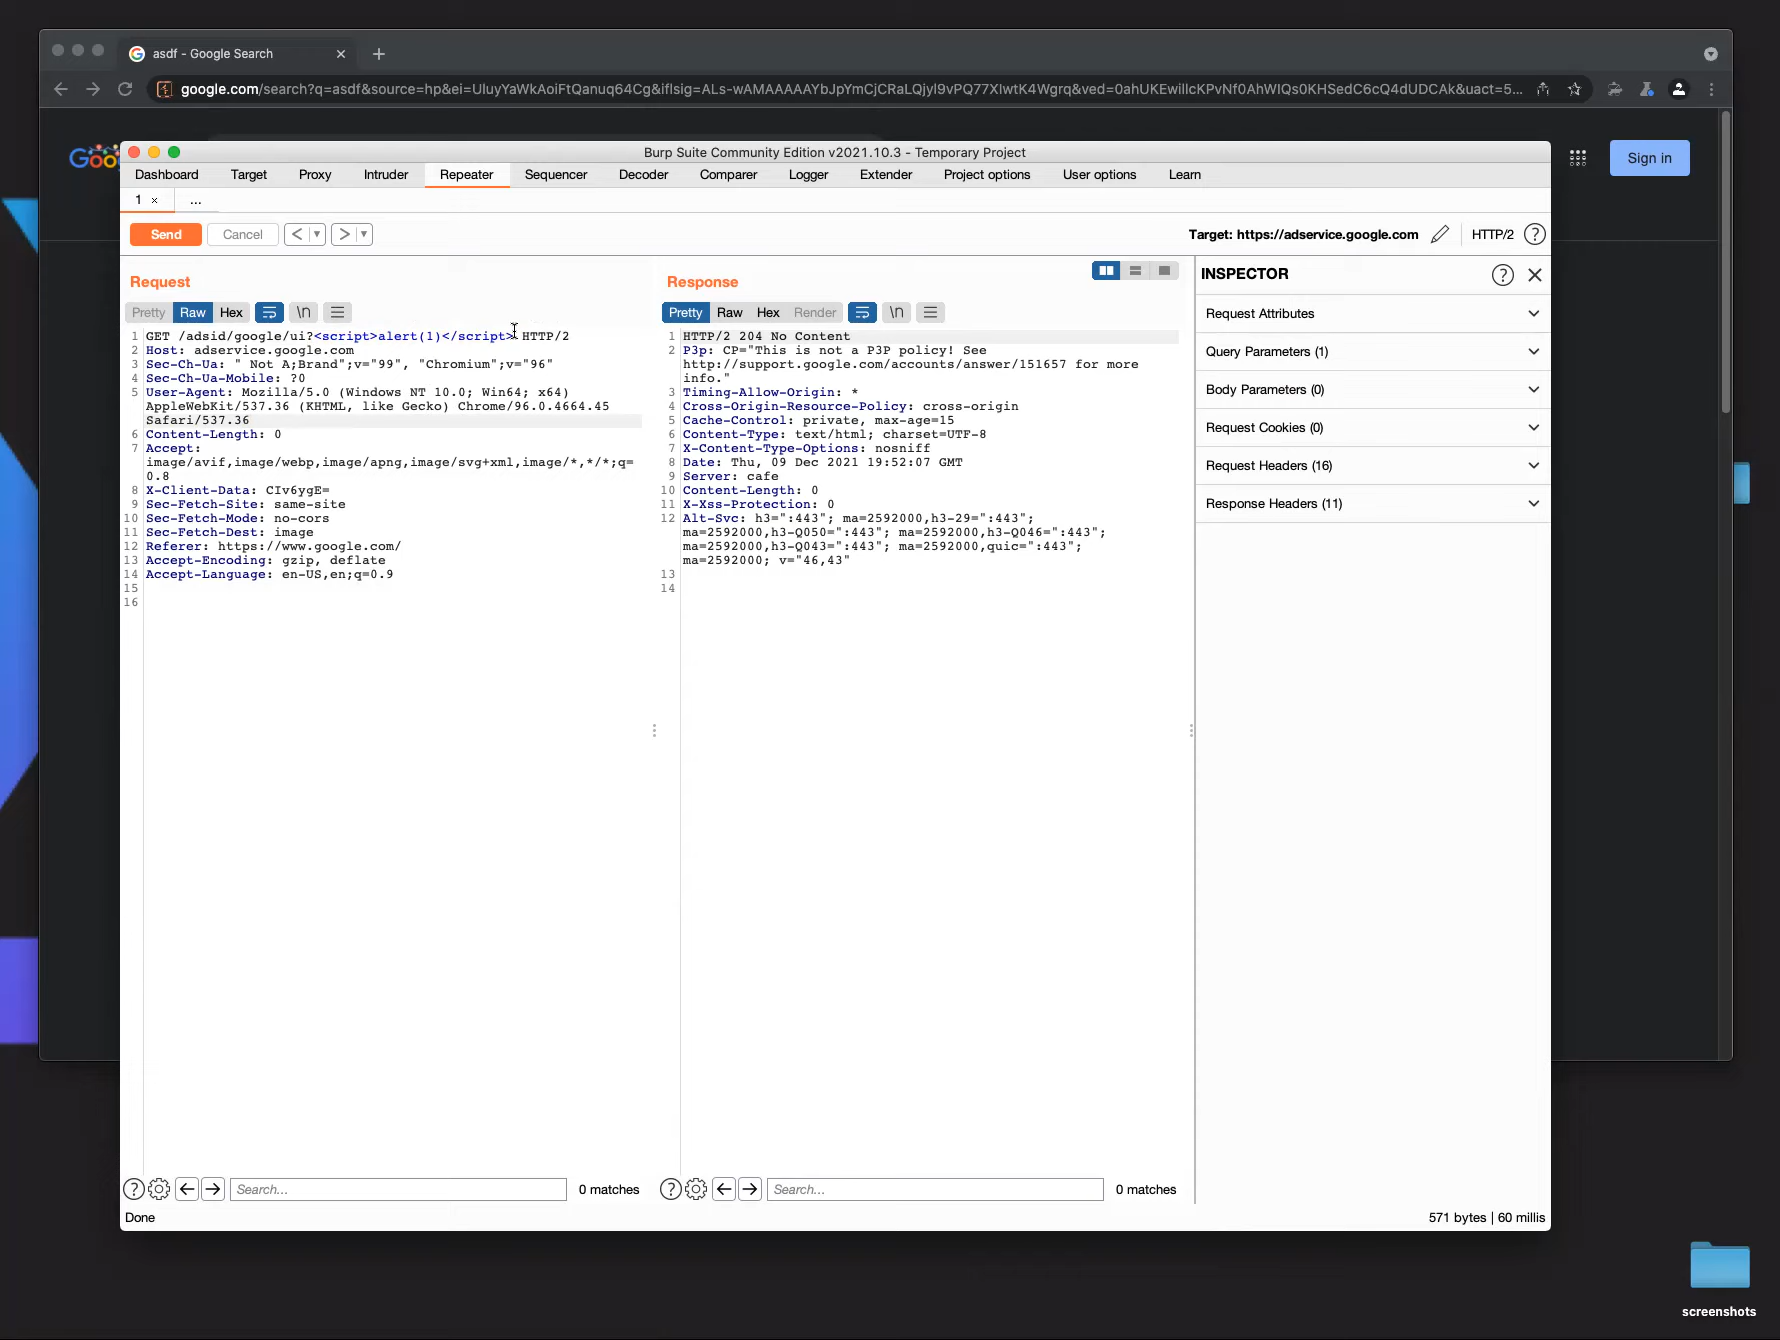 asdf - Google Search
google.com/search?q=asdf&source=hp&ei=UluyYaWkAoiFtQanuq64Cg&iflsig=ALs-wAMAAAAAYbJpYmCjCRaLQjyl9vPQ77XIwtK4Wgrq&ved=0ahUKEwillcKPvNf0AhWIQs0KHSedC6cQ4dUDCAk&uact=5...
Goo
Sign in
Burp Suite Community Edition v2021.10.3 - Temporary Project
Dashboard Target Proxy Intruder Repeater Sequencer Decoder Comparer Logger Extender Project options User options Learn
1 × ...
Send Cancel < > Target: https://adservice.google.com HTTP/2 ?
Request
Pretty Raw Hex \n
1 GET /adsid/google/ui?<script>alert(1)</script> HTTP/2
2 Host: adservice.google.com
3 Sec-Ch-Ua: " Not A;Brand";v="99", "Chromium";v="96"
4 Sec-Ch-Ua-Mobile: ?0
5 User-Agent: Mozilla/5.0 (Windows NT 10.0; Win64; x64)
AppleWebKit/537.36 (KHTML, like Gecko) Chrome/96.0.4664.45
Safari/537.36
6 Content-Length: 0
7 Accept:
image/avif,image/webp,image/apng,image/svg+xml,image/*,*/*;q=
0.8
8 X-Client-Data: CIv6ygE=
9 Sec-Fetch-Site: same-site
10 Sec-Fetch-Mode: no-cors
11 Sec-Fetch-Dest: image
12 Referer: https://www.google.com/
13 Accept-Encoding: gzip, deflate
14 Accept-Language: en-US,en;q=0.9
15
16
Response
Pretty Raw Hex Render \n
1 HTTP/2 204 No Content
2 P3p: CP="This is not a P3P policy! See
http://support.google.com/accounts/answer/151657 for more
info."
3 Timing-Allow-Origin: *
4 Cross-Origin-Resource-Policy: cross-origin
5 Cache-Control: private, max-age=15
6 Content-Type: text/html; charset=UTF-8
7 X-Content-Type-Options: nosniff
8 Date: Thu, 09 Dec 2021 19:52:07 GMT
9 Server: cafe
10 Content-Length: 0
11 X-Xss-Protection: 0
12 Alt-Svc: h3=":443"; ma=2592000,h3-29=":443";
ma=2592000,h3-Q050=":443"; ma=2592000,h3-Q046=":443";
ma=2592000,h3-Q043=":443"; ma=2592000,quic=":443";
ma=2592000; v="46,43"
13
14
INSPECTOR ?
Request Attributes
Query Parameters (1)
Body Parameters (0)
Request Cookies (0)
Request Headers (16)
Response Headers (11)
? Search... 0 matches
? Search... 0 matches
Done
571 bytes | 60 millis
screenshots